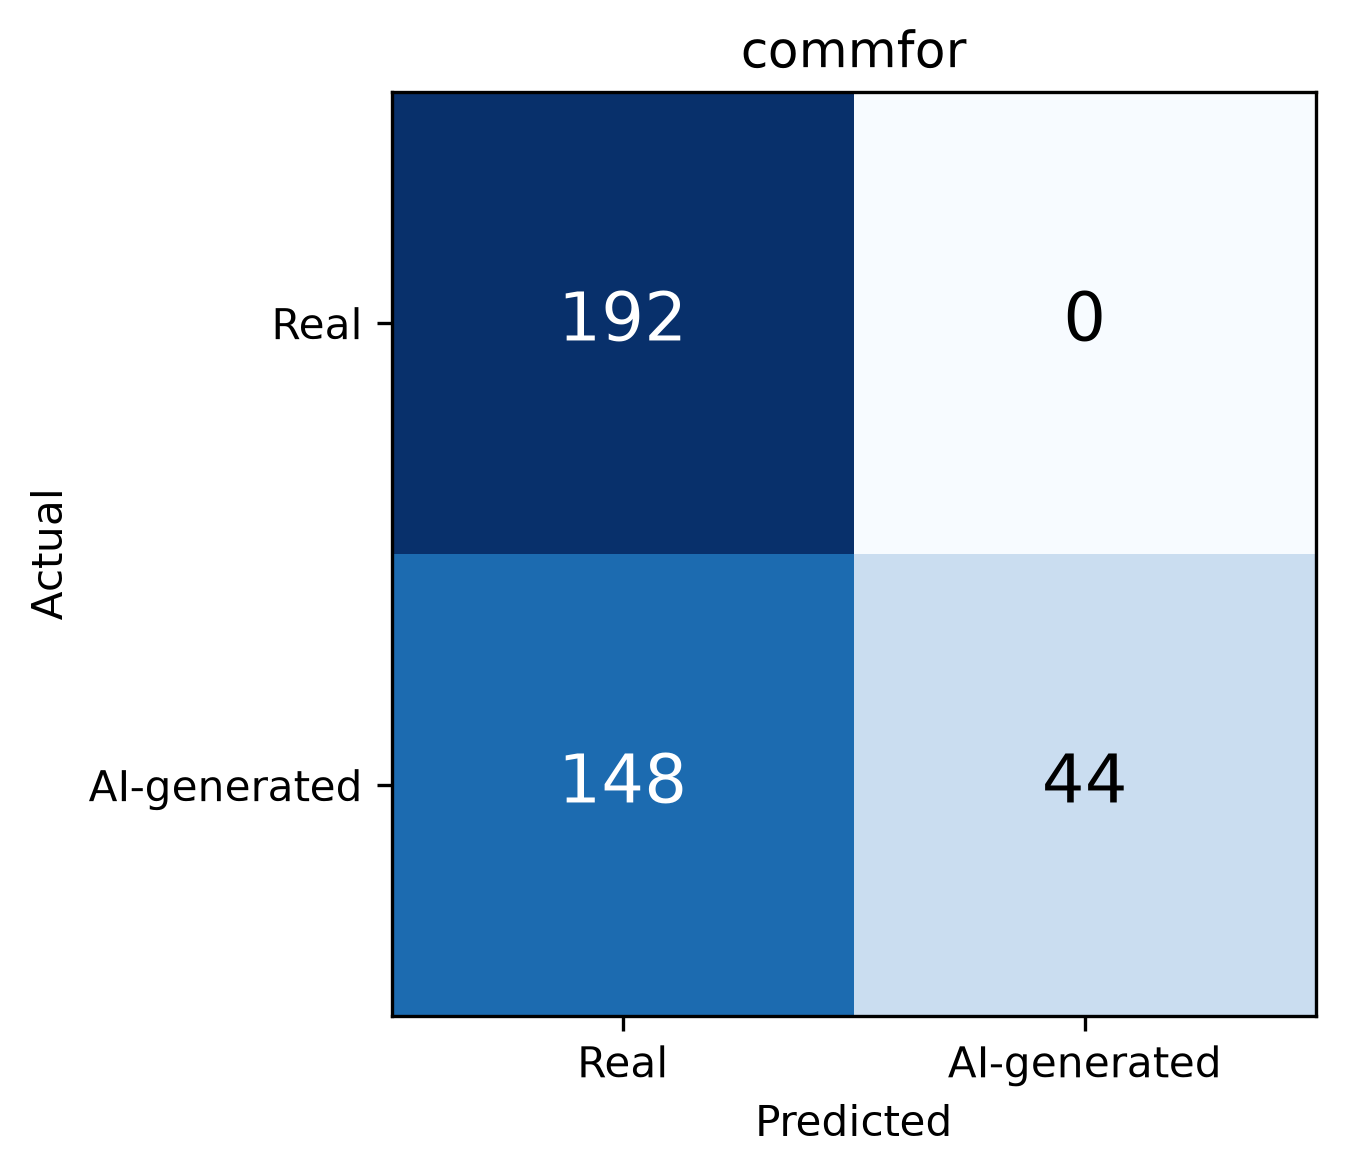 commfor
Real
192
0
Actual
AI-generated
148
44
Real
AI-generated
Predicted